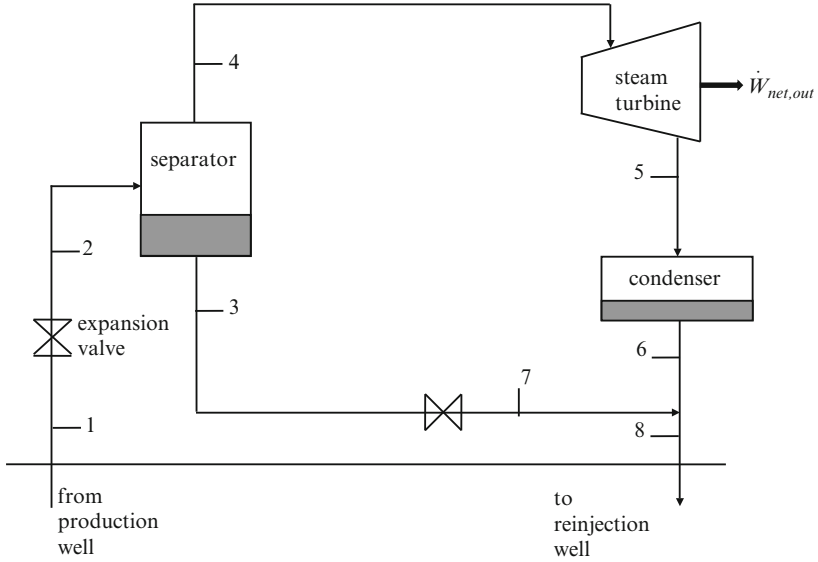 4
steam
turbine
Ẇnet,out
separator
5
2
condenser
3
expansion
valve
6
7
1
8
from
production
well
to
reinjection
well